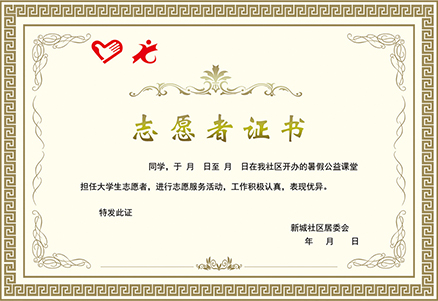 志愿者证书
同学，于 月 日至 月 日在我社区开办的暑假公益课堂
担任大学生志愿者，进行志愿服务活动，工作积极认真，表现优异。
特发此证
新城社区居委会
年 月 日